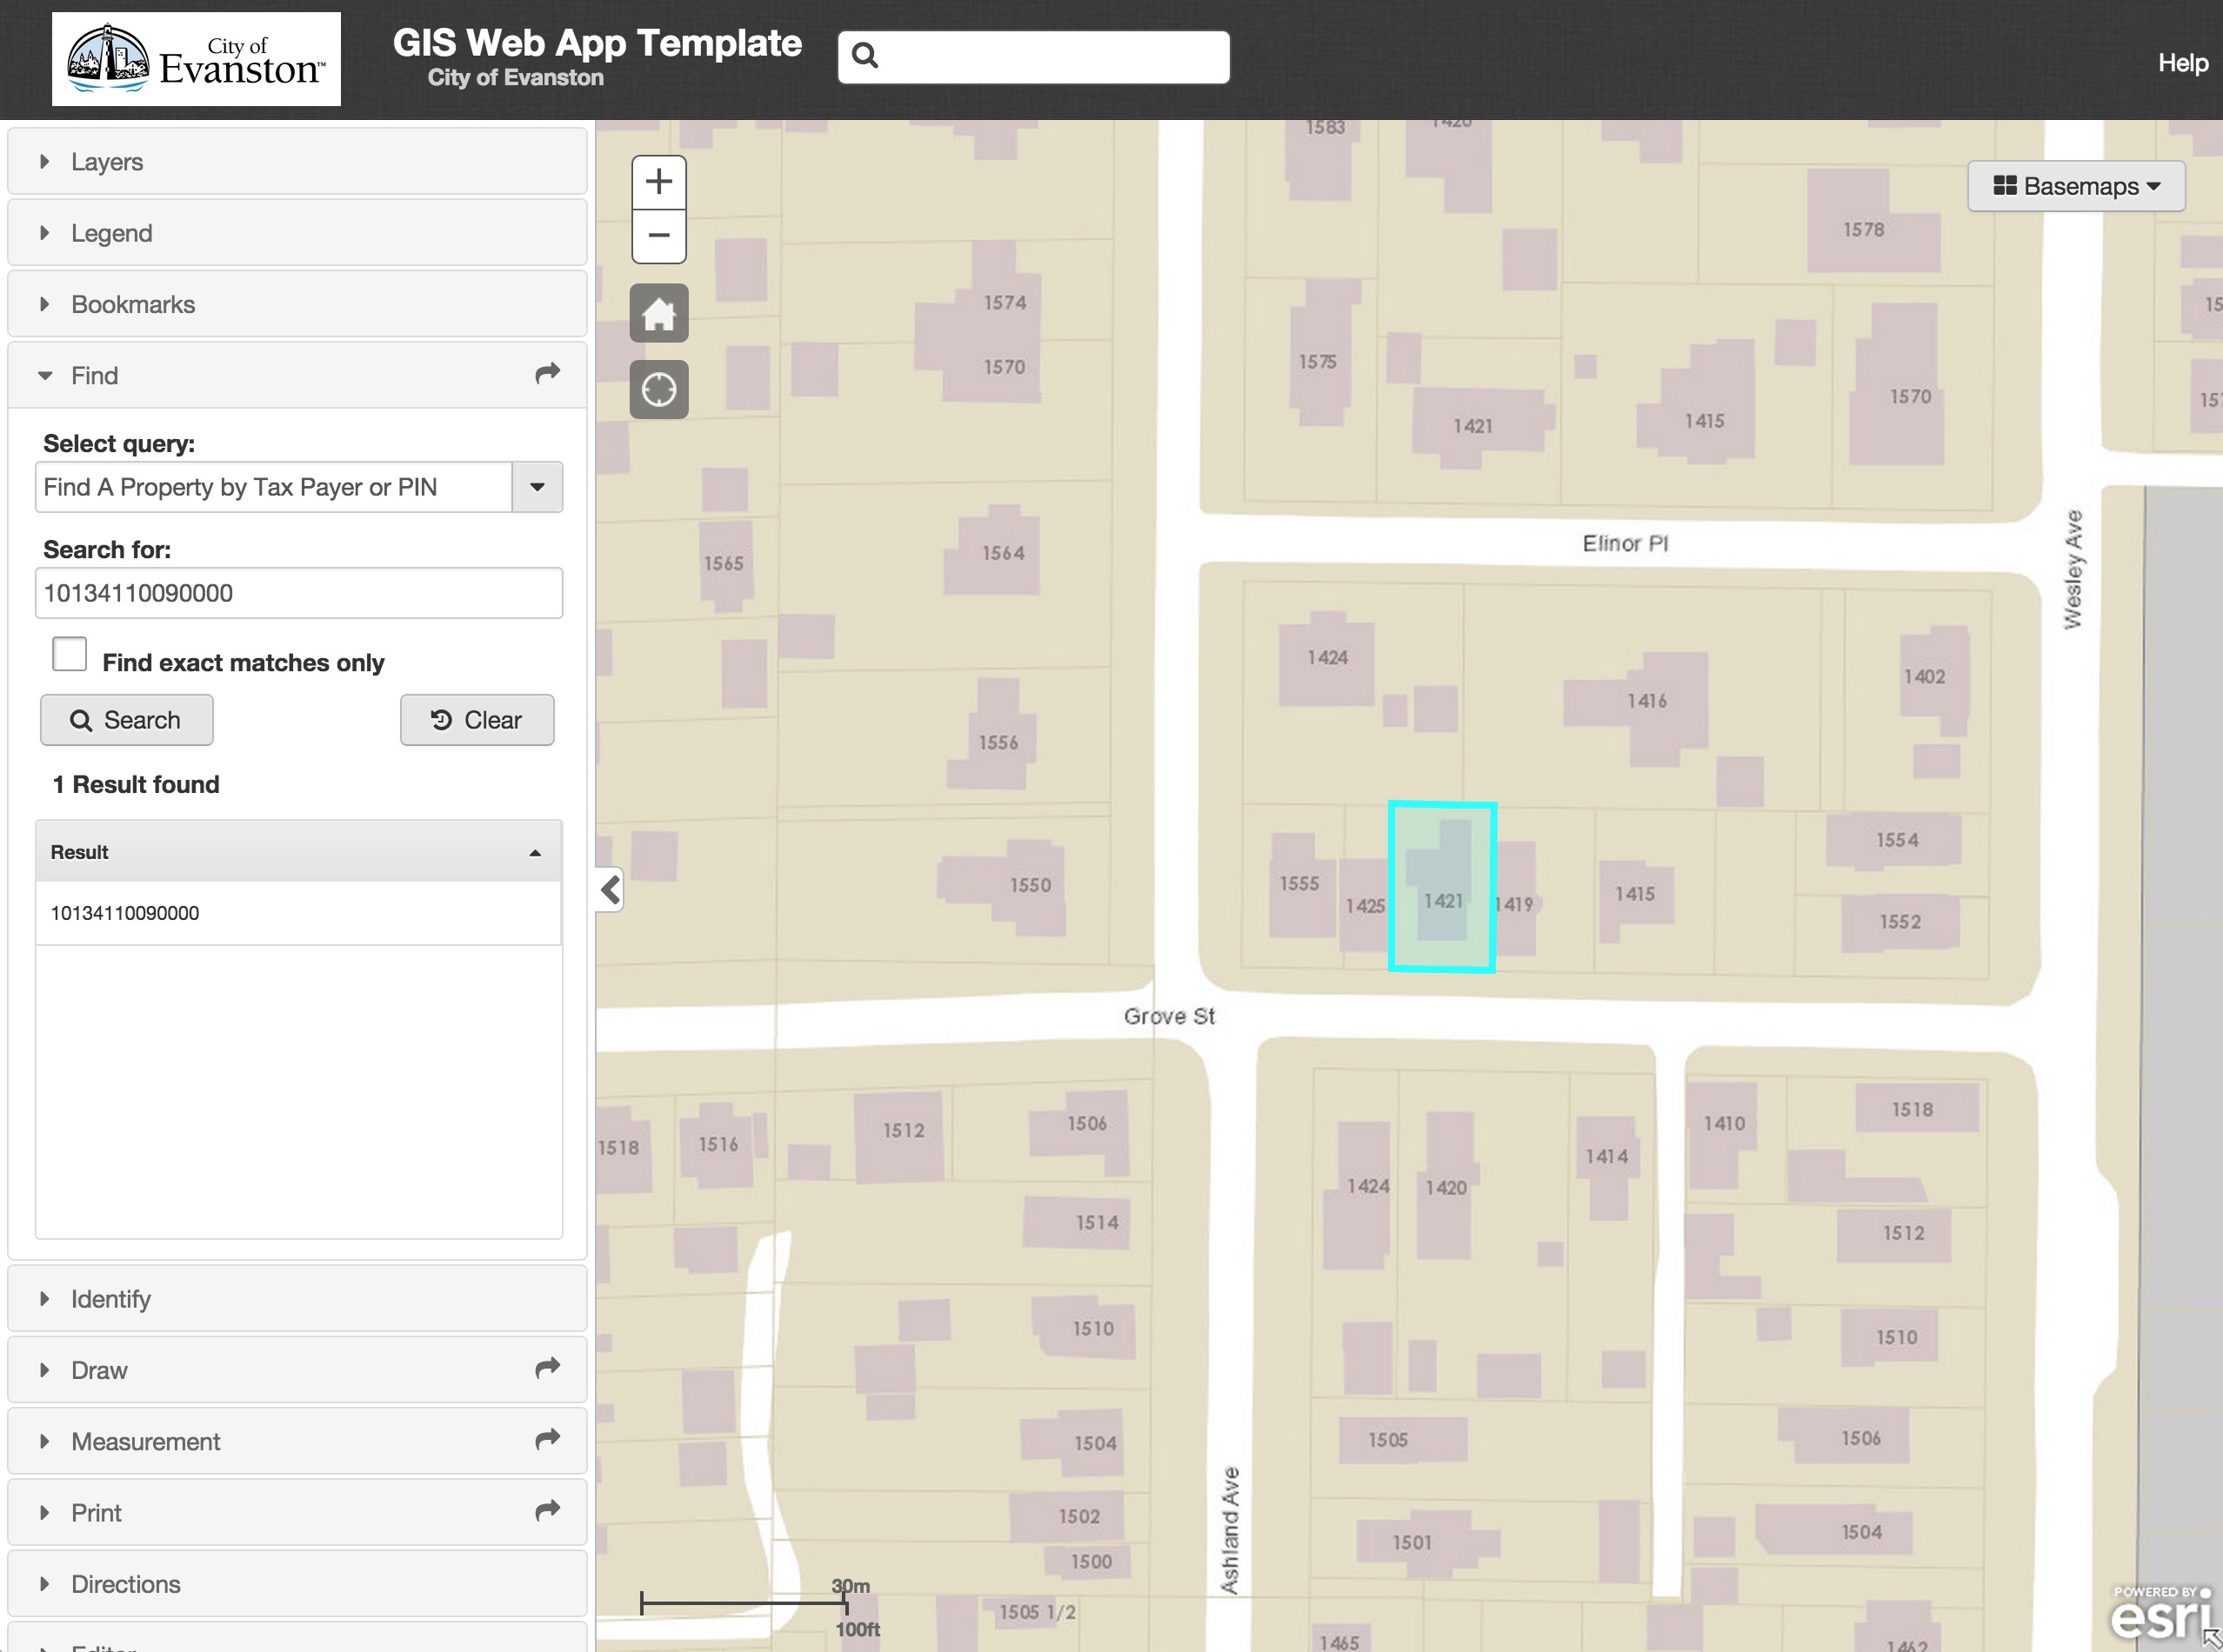 City of
Evanston™
GIS Web App Template
City of Evanston
Help
Layers
Legend
Bookmarks
Find
Select query:
Find A Property by Tax Payer or PIN
Search for:
10134110090000
Find exact matches only
Search
Clear
1 Result found
Result
10134110090000
Identify
Draw
Measurement
Print
Directions
Editor
+
−
Basemaps
1583
1420
1578
1574
1570
1575
1421
1415
1570
Elinor Pl
Wesley Ave
1565
1564
1424
1416
1402
1556
1550
1555
1425
1421
1419
1415
1554
1552
Grove St
1518
1516
1512
1506
1424
1420
1414
1410
1518
1514
1512
1510
1510
1504
1505
1506
1502
1501
1504
1500
Ashland Ave
30m
100ft
1505 1/2
1465
1462
POWERED BY
esri